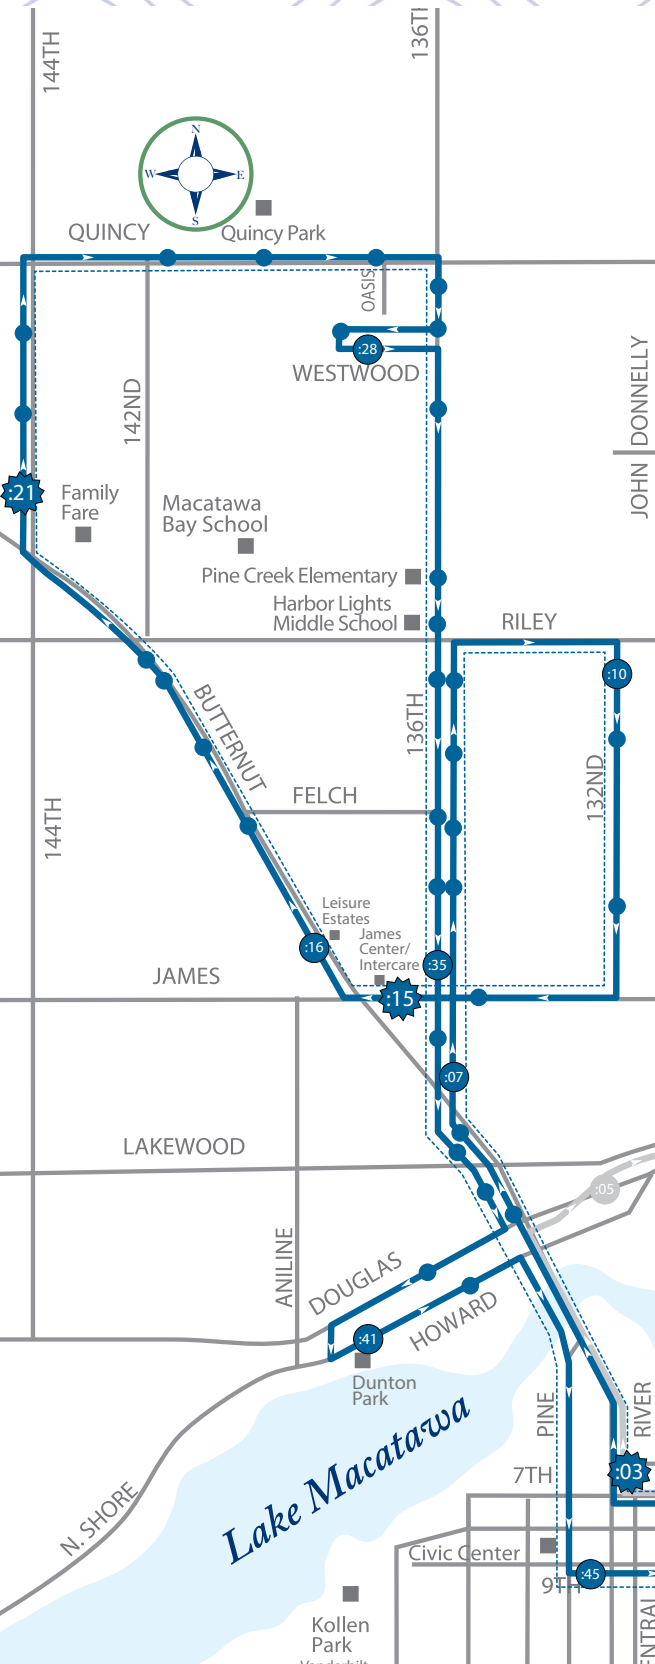 144TH
136TH
N
W
E
S
QUINCY
Quincy Park
OASIS
:28
WESTWOOD
142ND
JOHN DONNELLY
:21
Family
Fare
Macatawa
Bay School
Pine Creek Elementary
Harbor Lights
Middle School
RILEY
:10
BUTTERNUT
136TH
132ND
FELCH
144TH
Leisure
Estates
James
Center/
Intercare
:16
:35
JAMES
:15
:07
LAKEWOOD
:05
ANILINE
DOUGLAS
HOWARD
:41
Dunton
Park
PINE
RIVER
Lake Macatawa
:03
7TH
N. SHORE
Civic Center
9TH
:45
Kollen
Park
Vanderbilt
ENTRAL